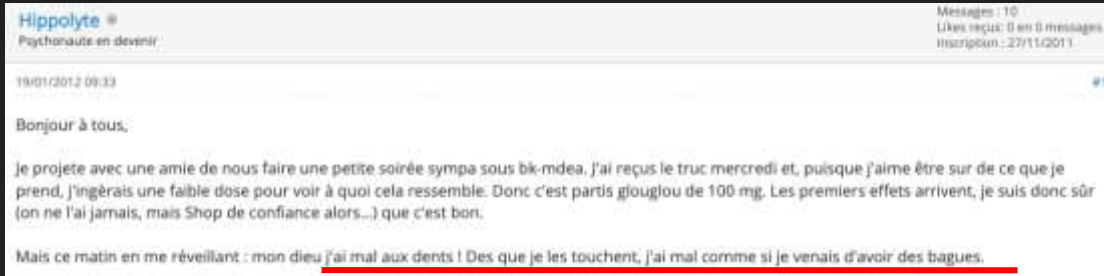 Hippolyte
Psychonaute en devenir
Messages : 10
Likes reçus: 0 en 0 messages
Inscription : 27/11/2011
19/01/2012 09:33
#1
Bonjour à tous,
Je projete avec une amie de nous faire une petite soirée sympa sous bk-mdea. J'ai reçus le truc mercredi et, puisque j'aime être sur de ce que je
prend, j'ingèrais une faible dose pour voir à quoi cela ressemble. Donc c'est partis glouglou de 100 mg. Les premiers effets arrivent, je suis donc sûr
(on ne l'ai jamais, mais Shop de confiance alors...) que c'est bon.
Mais ce matin en me réveillant : mon dieu j'ai mal aux dents ! Des que je les touchent, j'ai mal comme si je venais d'avoir des bagues.